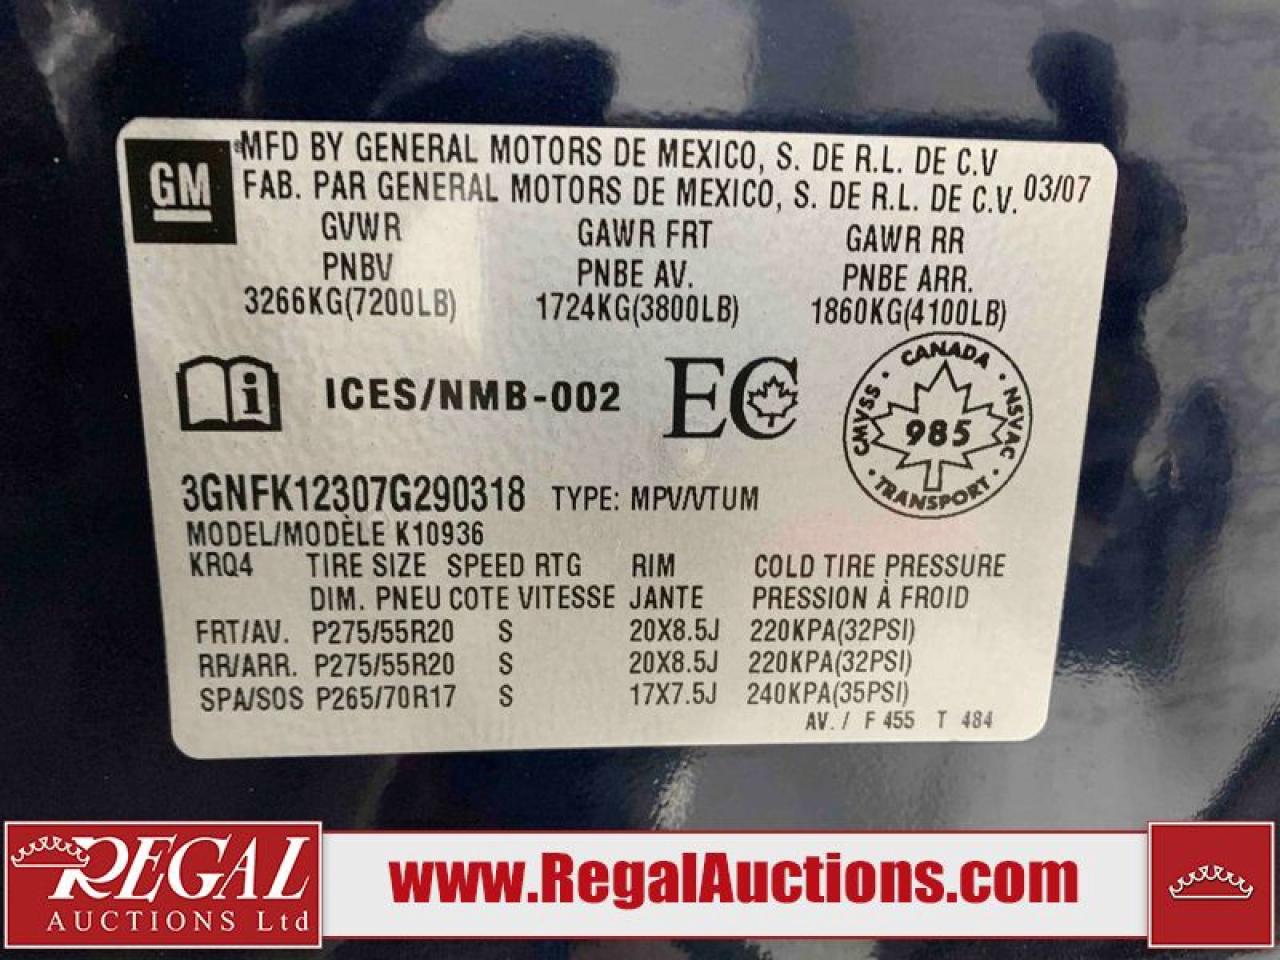 GM
MFD BY GENERAL MOTORS DE MEXICO, S. DE R.L. DE C.V
FAB. PAR GENERAL MOTORS DE MEXICO, S. DE R.L. DE C.V. 03/07
GVWR GAWR FRT GAWR RR
PNBV PNBE AV. PNBE ARR.
3266KG(7200LB) 1724KG(3800LB) 1860KG(4100LB)
i ICES/NMB-002 EC
CANADA
CMVSS 985 NSVAC
TRANSPORT
3GNFK12307G290318 TYPE: MPV/VTUM
MODEL/MODÈLE K10936
KRQ4 TIRE SIZE SPEED RTG RIM COLD TIRE PRESSURE
DIM. PNEU COTE VITESSE JANTE PRESSION À FROID
FRT/AV. P275/55R20 S 20X8.5J 220KPA(32PSI)
RR/ARR. P275/55R20 S 20X8.5J 220KPA(32PSI)
SPA/SOS P265/70R17 S 17X7.5J 240KPA(35PSI)
AV. / F 455 T 484
REGAL
AUCTIONS Ltd
www.RegalAuctions.com